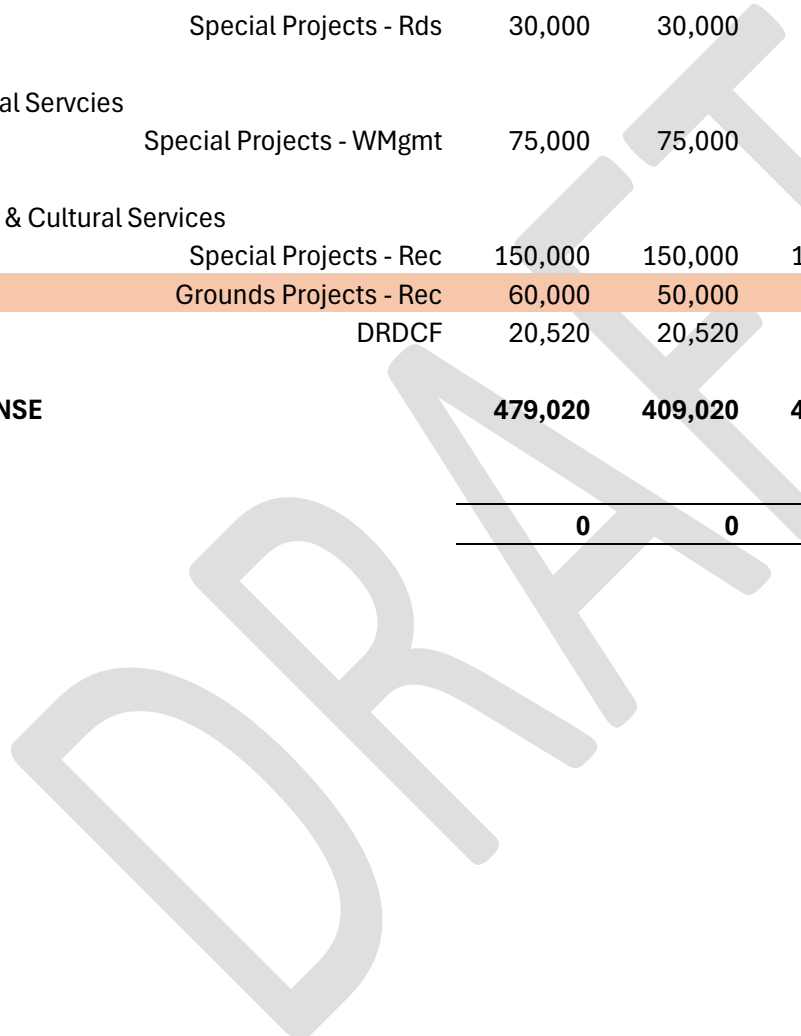 Special Projects - Rds 30,000 30,000
al Servcies
Special Projects - WMgmt 75,000 75,000
& Cultural Services
Special Projects - Rec 150,000 150,000 1
Grounds Projects - Rec 60,000 50,000
DRDCF 20,520 20,520
NSE 479,020 409,020 4
0 0
DRAFT